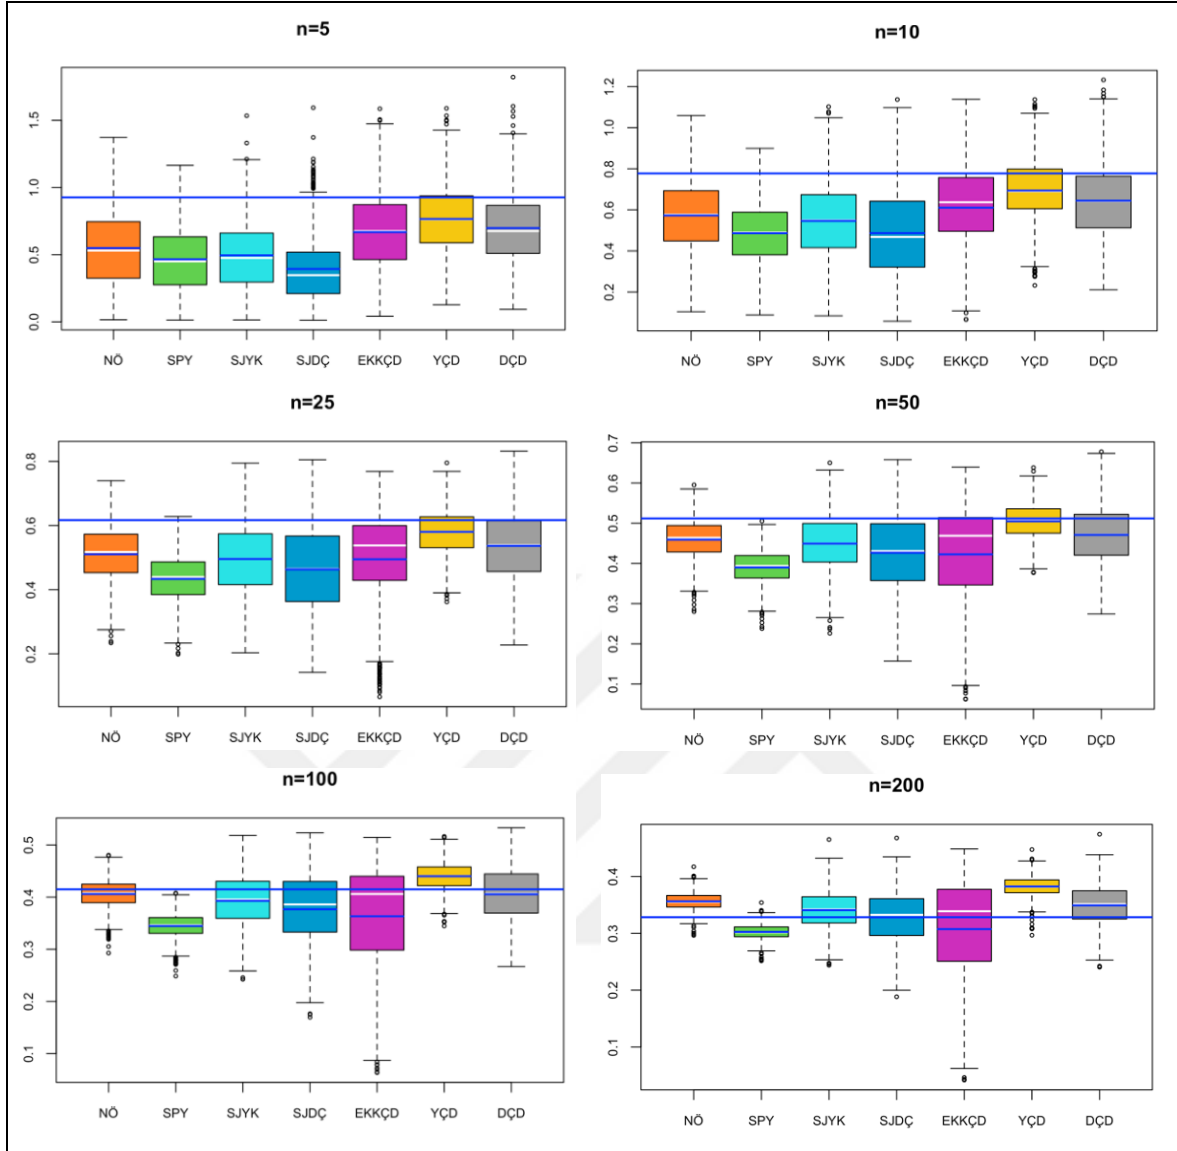 n=5
0.0 0.5 1.0 1.5
NÖ SPY SJYK SJDÇ EKKÇD YÇD DÇD
n=10
0.2 0.4 0.6 0.8 1.0 1.2
NÖ SPY SJYK SJDÇ EKKÇD YÇD DÇD
n=25
0.2 0.4 0.6 0.8
NÖ SPY SJYK SJDÇ EKKÇD YÇD DÇD
n=50
0.1 0.2 0.3 0.4 0.5 0.6 0.7
NÖ SPY SJYK SJDÇ EKKÇD YÇD DÇD
n=100
0.1 0.2 0.3 0.4 0.5
NÖ SPY SJYK SJDÇ EKKÇD YÇD DÇD
n=200
0.1 0.2 0.3 0.4
NÖ SPY SJYK SJDÇ EKKÇD YÇD DÇD